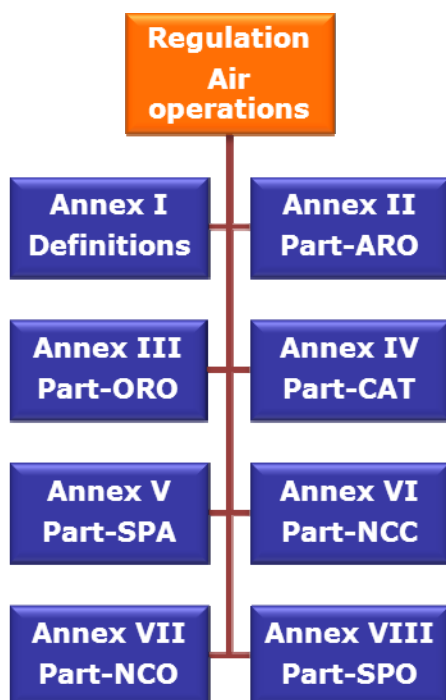 Regulation
Air
operations
Annex I
Definitions
Annex II
Part-ARO
Annex III
Part-ORO
Annex IV
Part-CAT
Annex V
Part-SPA
Annex VI
Part-NCC
Annex VII
Part-NCO
Annex VIII
Part-SPO